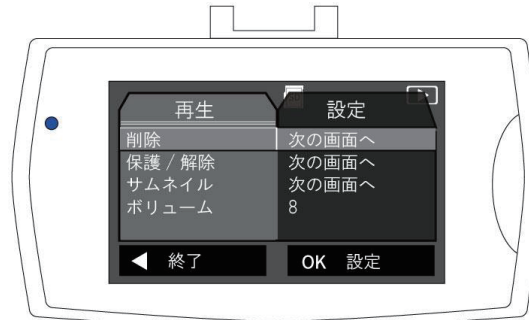 再生 設定
削除 次の画面へ
保護 / 解除 次の画面へ
サムネイル 次の画面へ
ボリューム 8
終了 OK 設定